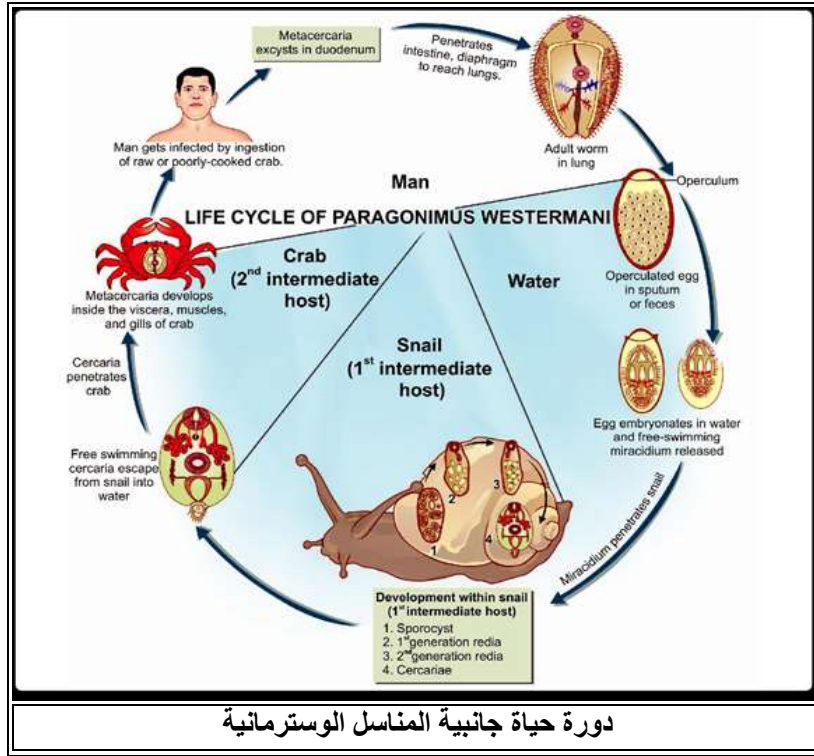 Metacercaria
excysts in duodenum
Penetrates
intestine, diaphragm
to reach lungs.
Adult worm
in lung
Operculum
Operculated egg
in sputum
or feces
Egg embryonates in water
and free-swimming
miracidium released
Miracidium penetrates snail
Development within snail
(1st intermediate host)
1. Sporocyst
2. 1st generation redia
3. 2nd generation redia
4. Cercariae
1
2
3
4
Free swimming
cercaria escape
from snail into
water
Cercaria
penetrates
crab
Metacercaria develops
inside the viscera, muscles,
and gills of crab
Man gets infected by ingestion
of raw or poorly-cooked crab.
Man
LIFE CYCLE OF PARAGONIMUS WESTERMANI
Crab
(2nd intermediate
host)
Water
Snail
(1st intermediate
host)
دورة حياة جانبية المناسل الوسترمانية